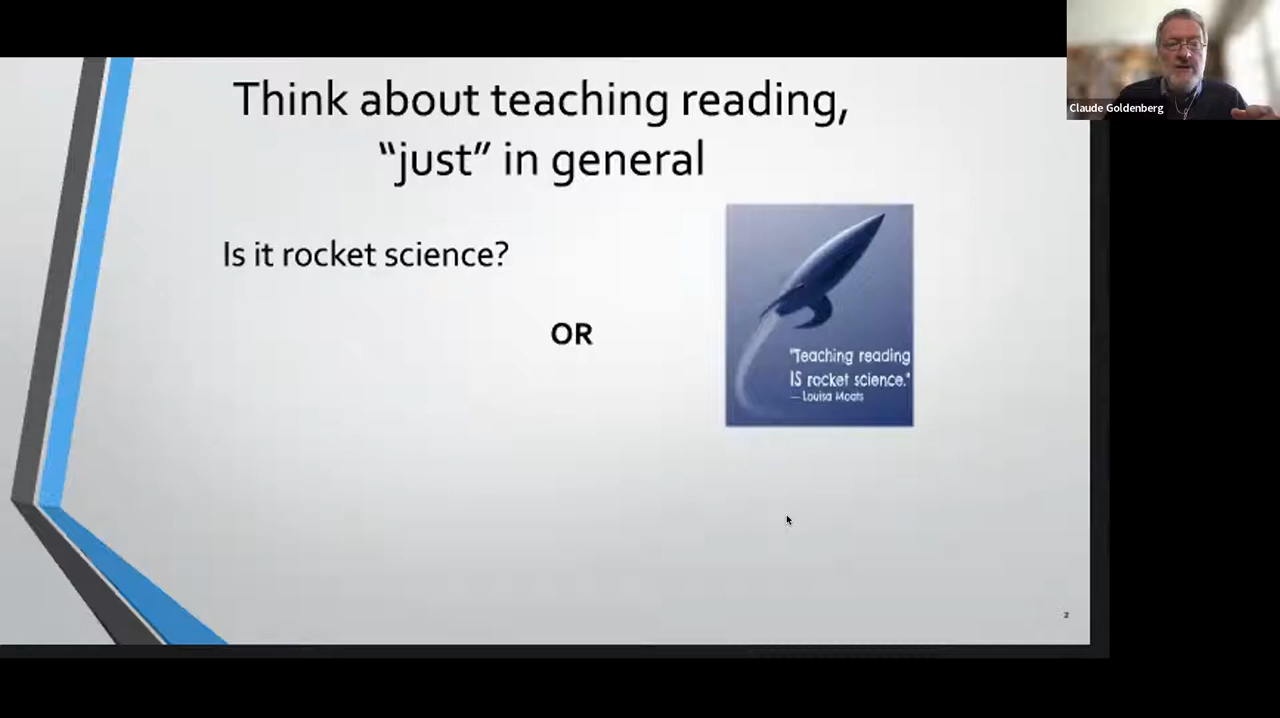 Think about teaching reading,
“just” in general
Claude Goldenberg
Is it rocket science?
OR
"Teaching reading
IS rocket science."
— Louisa Moats
2